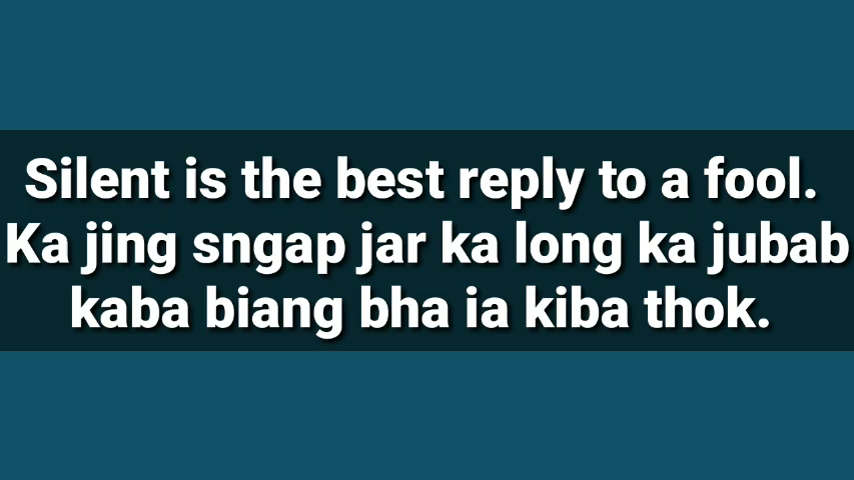 Silent is the best reply to a fool.
Ka jing sngap jar ka long ka jubab
kaba biang bha ia kiba thok.